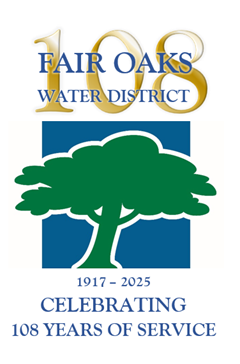 108
FAIR OAKS
WATER DISTRICT
1917 – 2025
CELEBRATING
108 YEARS OF SERVICE